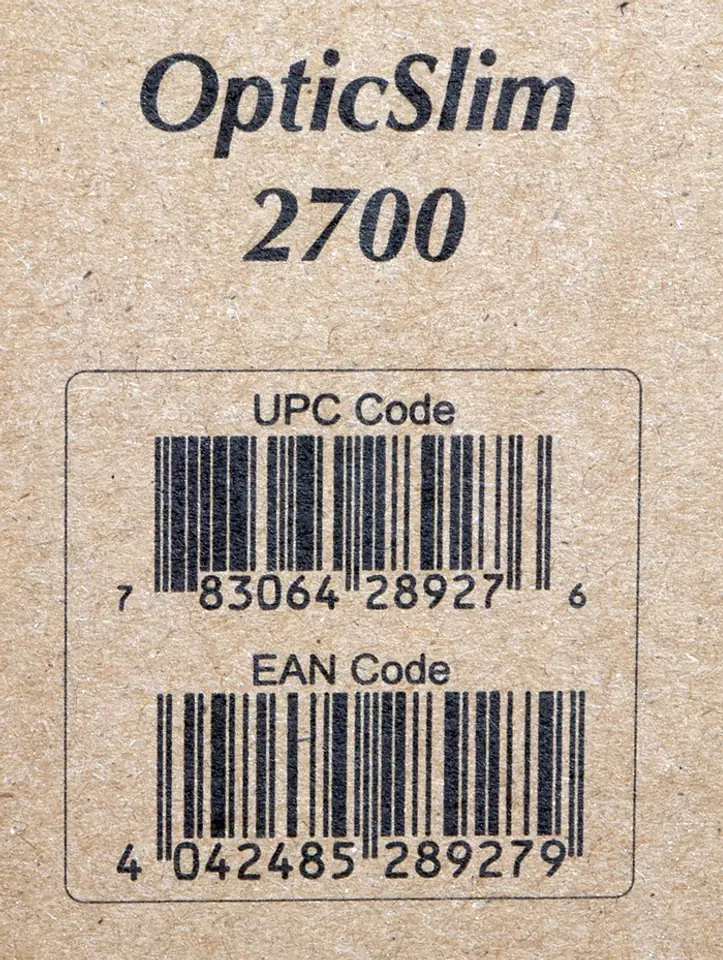 OpticSlim
2700
UPC Code
7 83064 28927 6
EAN Code
4 042485 289279